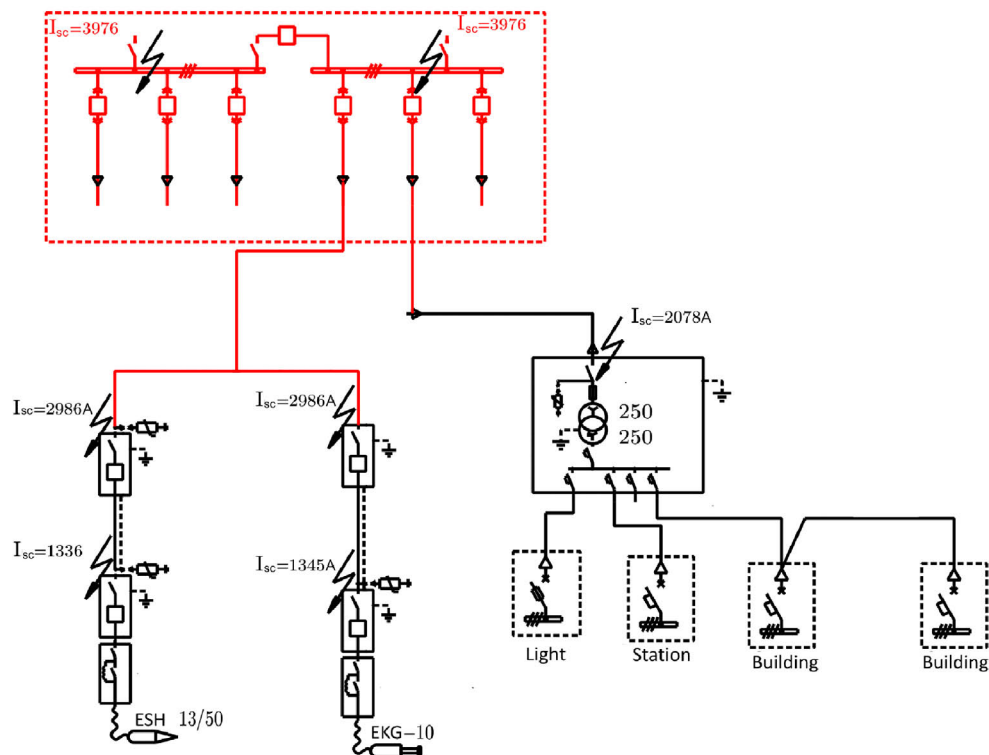 Isc=3976
Isc=3976
Isc=2078A
Isc=2986A
Isc=2986A
250
250
Isc=1336
Isc=1345A
Light
Station
Building
Building
ESH 13/50
EKG-10